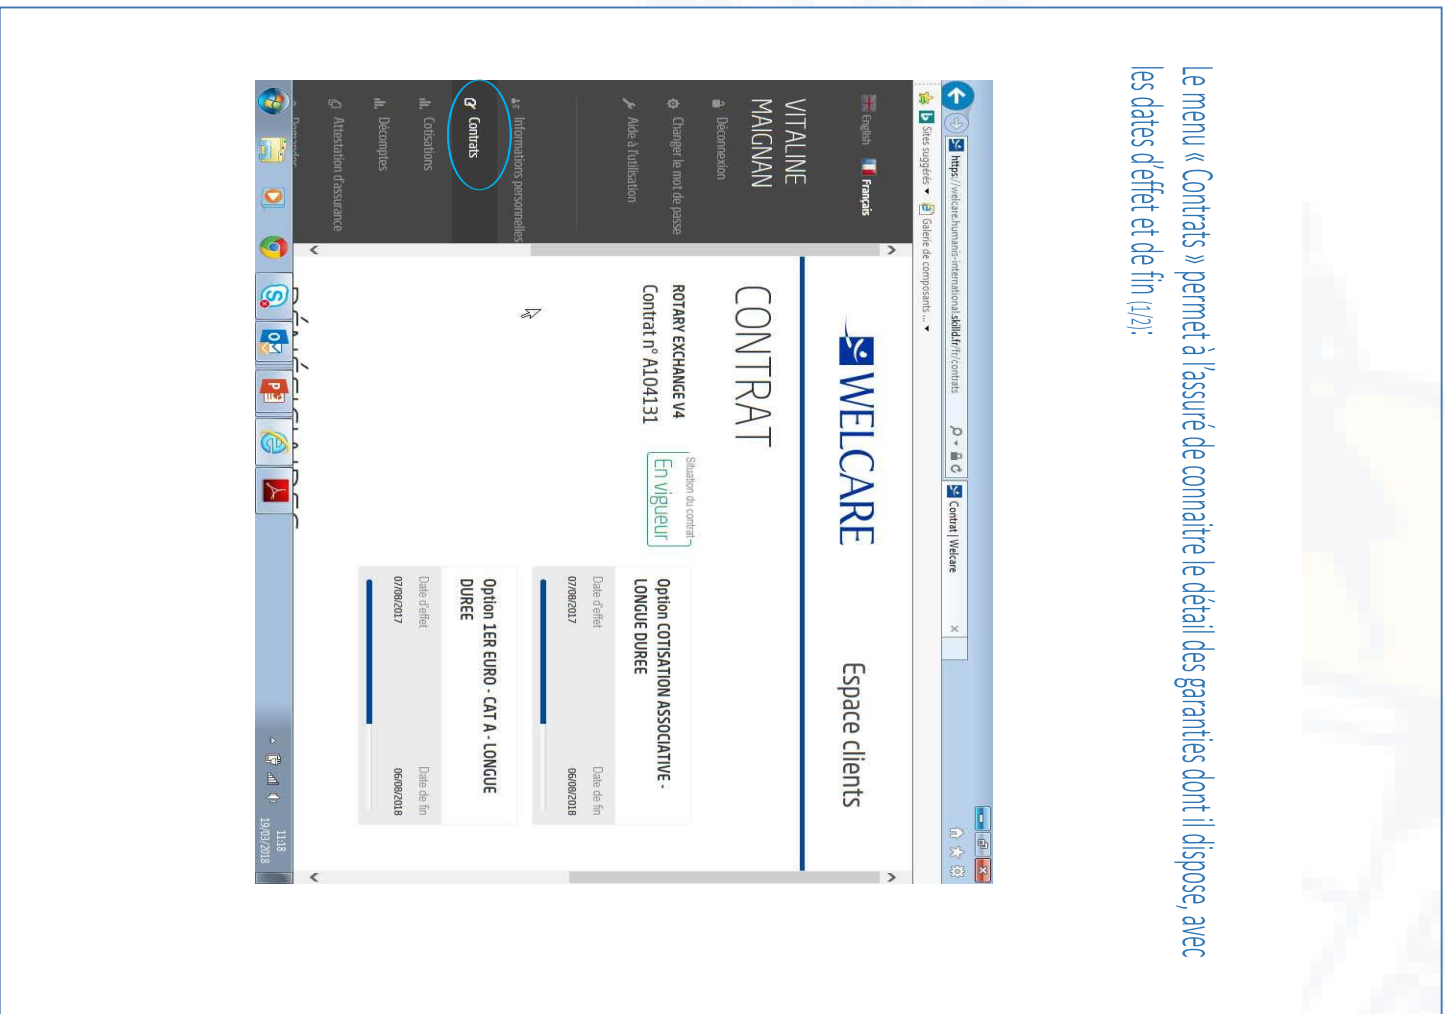 Le menu « Contrats » permet à l'assuré de connaitre le détail des garanties dont il dispose, avec
les dates d'effet et de fin (1/2):
https://welcare.humanis-international.skilld.fr/fr/contrats
Contrat | Welcare
Sites suggérés
Galerie de composants ...
English
Français
VITALINE
MAIGNAN
Déconnexion
Changer le mot de passe
Aide à l'utilisation
Informations personnelles
Contrats
Cotisations
Décomptes
Attestation d'assurance
WELCARE
Espace clients
CONTRAT
ROTARY EXCHANGE V4
Contrat n° A104131
Situation du contrat
En vigueur
Option COTISATION ASSOCIATIVE -
LONGUE DUREE
Date d'effet
Date de fin
07/08/2017
06/08/2018
Option 1ER EURO - CAT A - LONGUE
DUREE
Date d'effet
Date de fin
07/08/2017
06/08/2018
11:18
19/03/2018